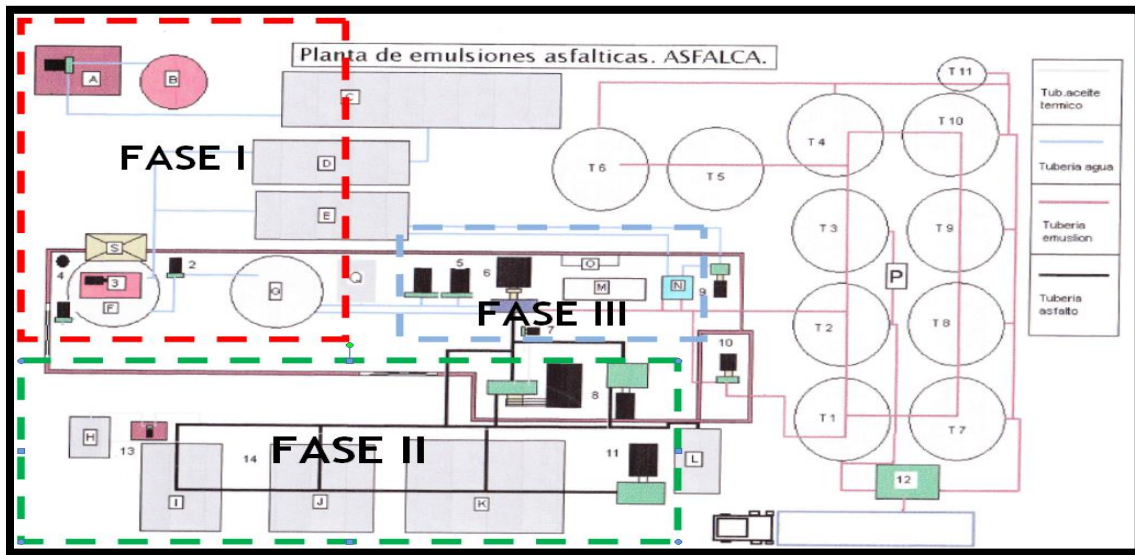 Planta de emulsiones asfalticas. ASFALCA.
A
B
C
FASE I
D
E
S
4
3
F
2
G
Q
5
6
O
M
N
9
FASE III
7
8
10
H
13
14
FASE II
11
L
I
J
K
T 11
T 4
T 10
T 6
T 5
T 3
T 9
P
T 2
T 8
T 1
T 7
12
Tub.aceite
termico
Tuberia agua
Tuberia
emuslion
Tuberia
asfalto